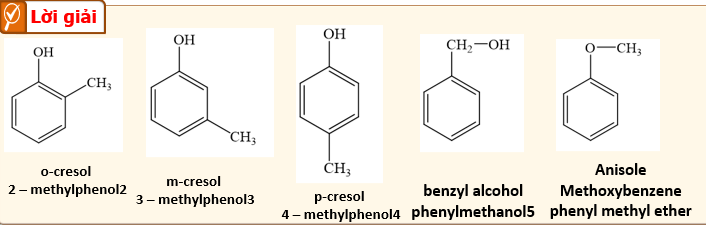 Lời giải
OH
CH₃
o-cresol
2 – methylphenol2
OH
CH₃
m-cresol
3 – methylphenol3
OH
CH₃
p-cresol
4 – methylphenol4
CH₂—OH
benzyl alcohol
phenylmethanol5
O—CH₃
Anisole
Methoxybenzene
phenyl methyl ether